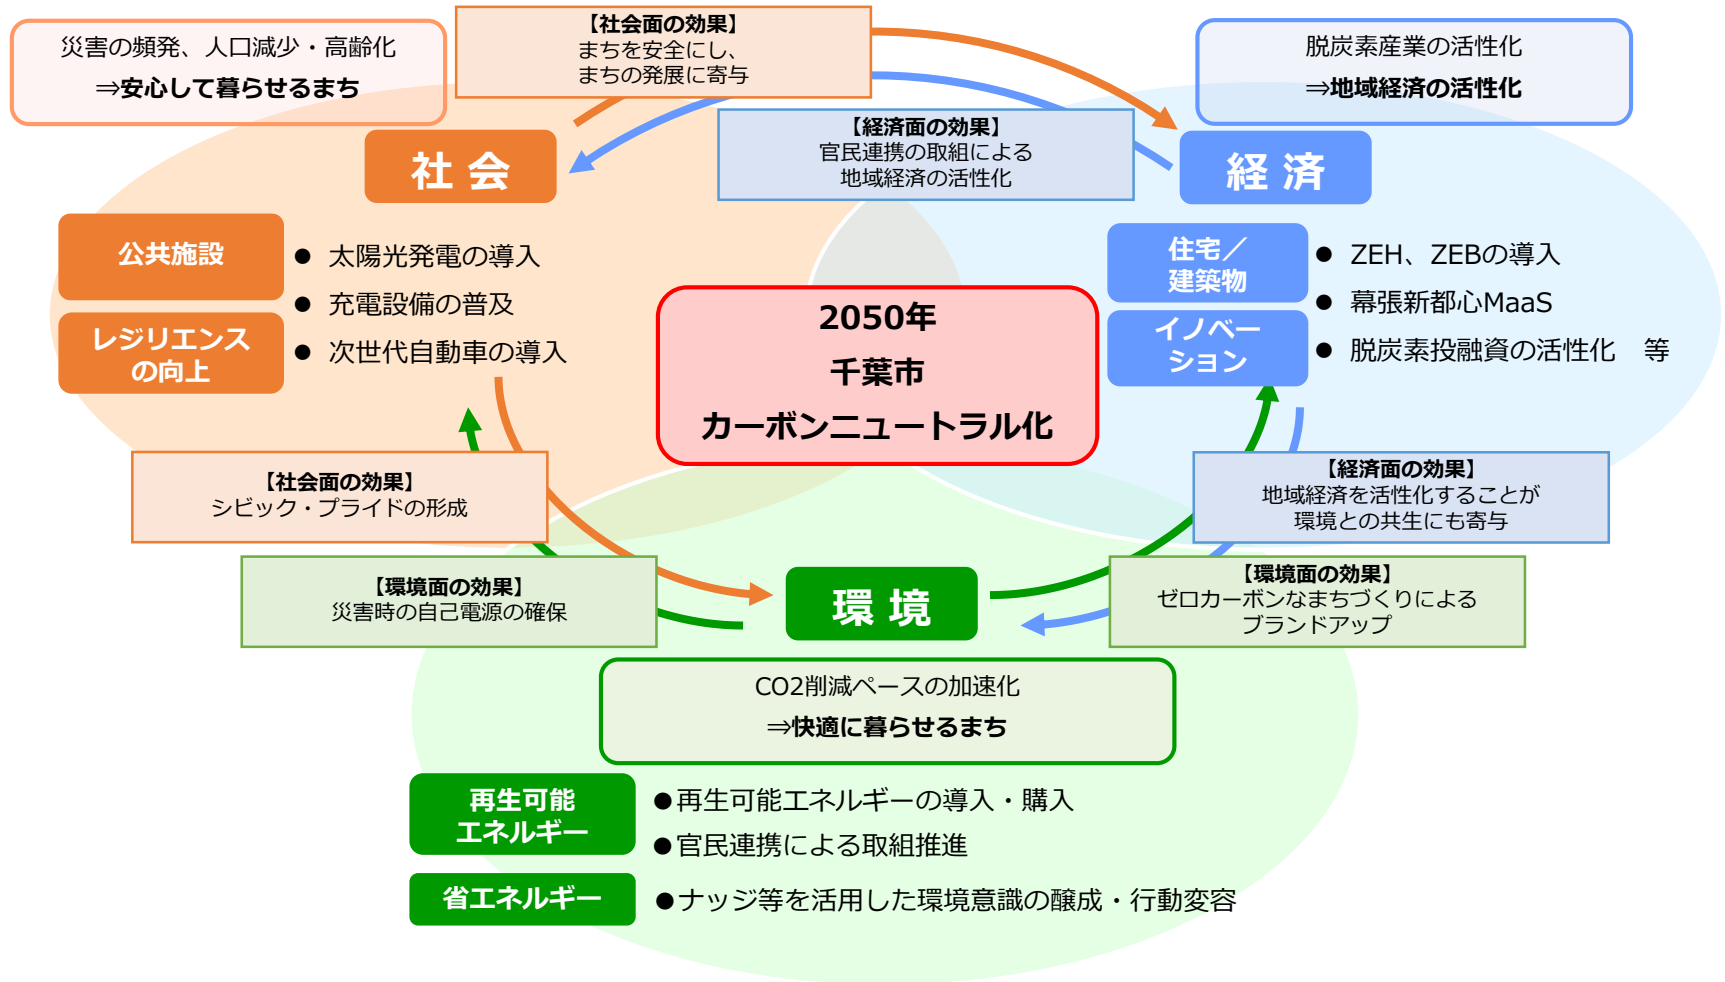 災害の頻発、人口減少・高齢化
⇒安心して暮らせるまち
【社会面の効果】
まちを安全にし、
まちの発展に寄与
脱炭素産業の活性化
⇒地域経済の活性化
【経済面の効果】
官民連携の取組による
地域経済の活性化
社 会
経 済
公共施設
レジリエンス
の向上
● 太陽光発電の導入
● 充電設備の普及
● 次世代自動車の導入
住宅／
建築物
イノベー
ション
● ZEH、ZEBの導入
● 幕張新都心MaaS
● 脱炭素投融資の活性化　等
2050年
千葉市
カーボンニュートラル化
【社会面の効果】
シビック・プライドの形成
【経済面の効果】
地域経済を活性化することが
環境との共生にも寄与
【環境面の効果】
災害時の自己電源の確保
環 境
【環境面の効果】
ゼロカーボンなまちづくりによる
ブランドアップ
CO2削減ペースの加速化
⇒快適に暮らせるまち
再生可能
エネルギー
●再生可能エネルギーの導入・購入
●官民連携による取組推進
省エネルギー
●ナッジ等を活用した環境意識の醸成・行動変容